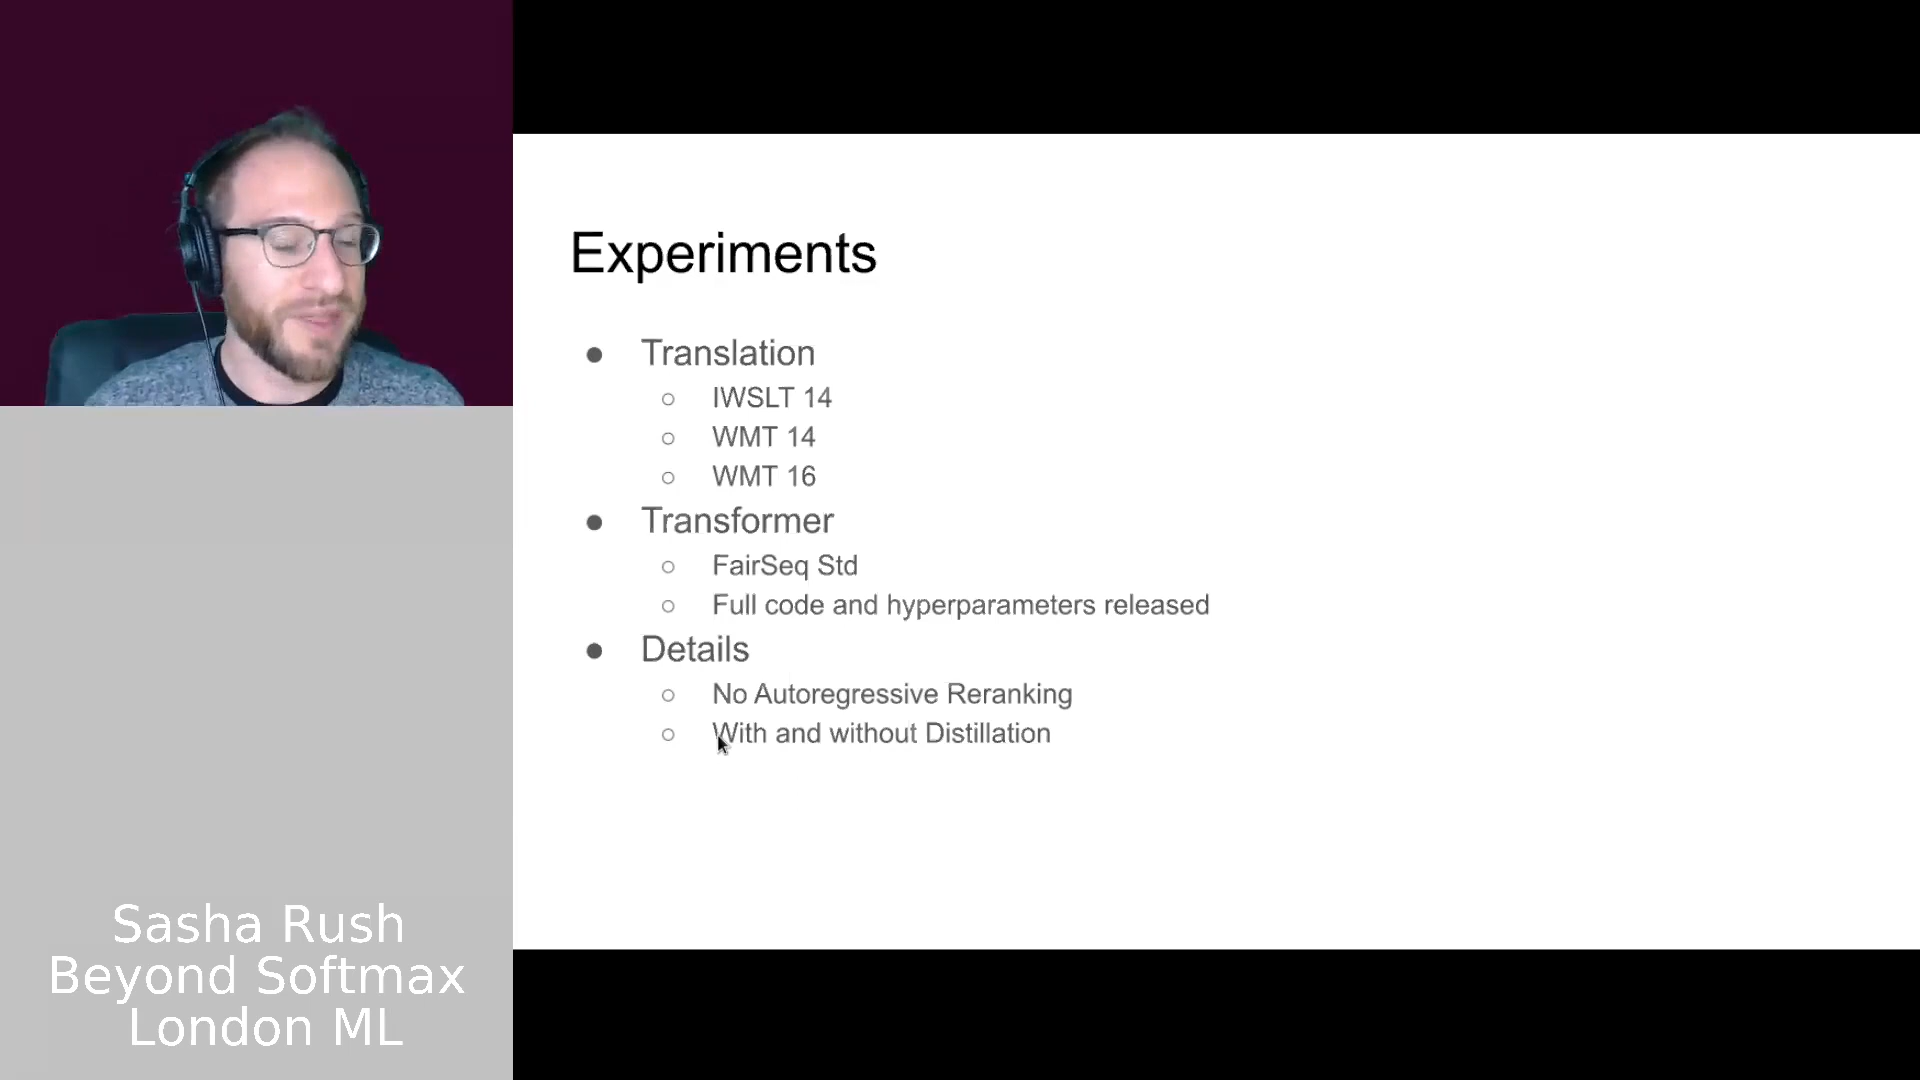 Experiments
Translation
IWSLT 14
WMT 14
WMT 16
Transformer
FairSeq Std
Full code and hyperparameters released
Details
No Autoregressive Reranking
With and without Distillation
Sasha Rush
Beyond Softmax
London ML